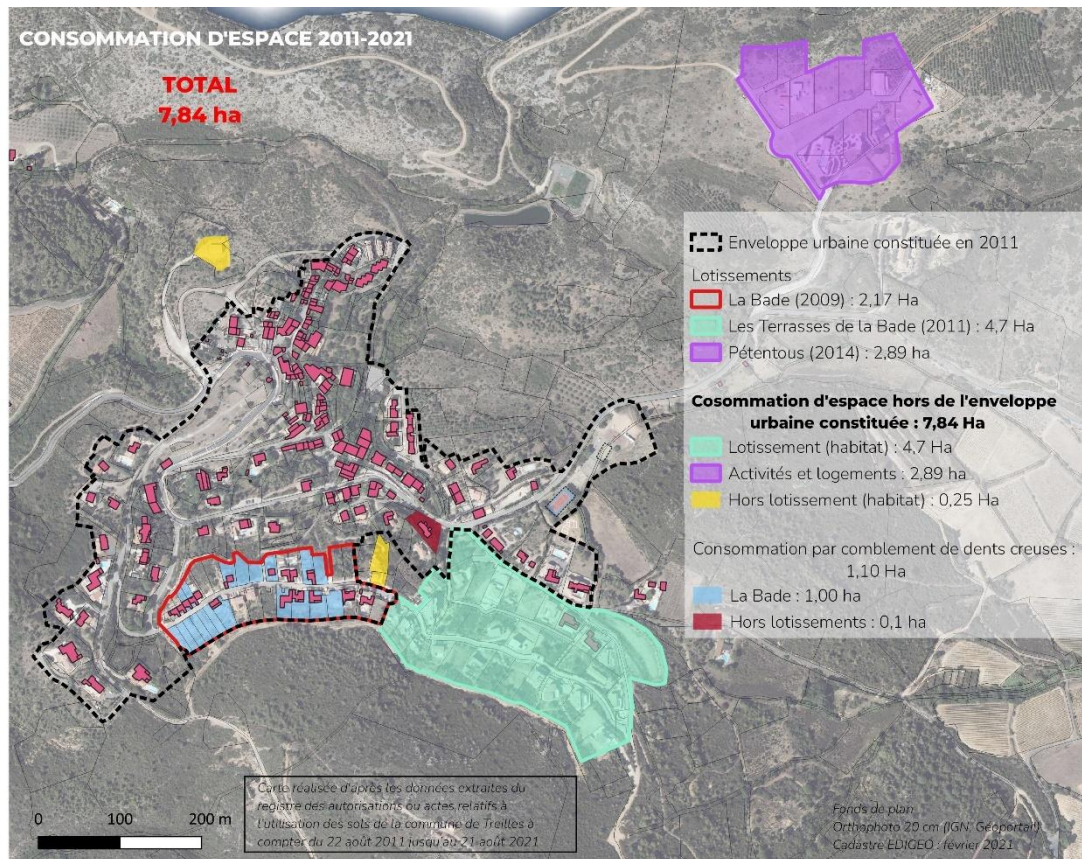 CONSOMMATION D'ESPACE 2011-2021
TOTAL
7,84 ha
Enveloppe urbaine constituée en 2011
Lotissements
La Bade (2009) : 2,17 Ha
Les Terrasses de la Bade (2011) : 4,7 Ha
Pétentous (2014) : 2,89 ha
Cosommation d'espace hors de l'enveloppe
urbaine constituée : 7,84 Ha
Lotissement (habitat) : 4,7 Ha
Activités et logements : 2,89 ha
Hors lotissement (habitat) : 0,25 Ha
Consommation par comblement de dents creuses :
1,10 Ha
La Bade : 1,00 ha
Hors lotissements : 0,1 ha
Carte réalisée d'après les données extraites du
registre des autorisations ou actes relatifs à
l'utilisation des sols de la commune de Treilles à
compter du 22 août 2011 jusqu'au 21 août 2021
0 100 200 m
Fonds de plan
Orthophoto 20 cm (IGN, Géoportail)
Cadastre EDIGEO : février 2021